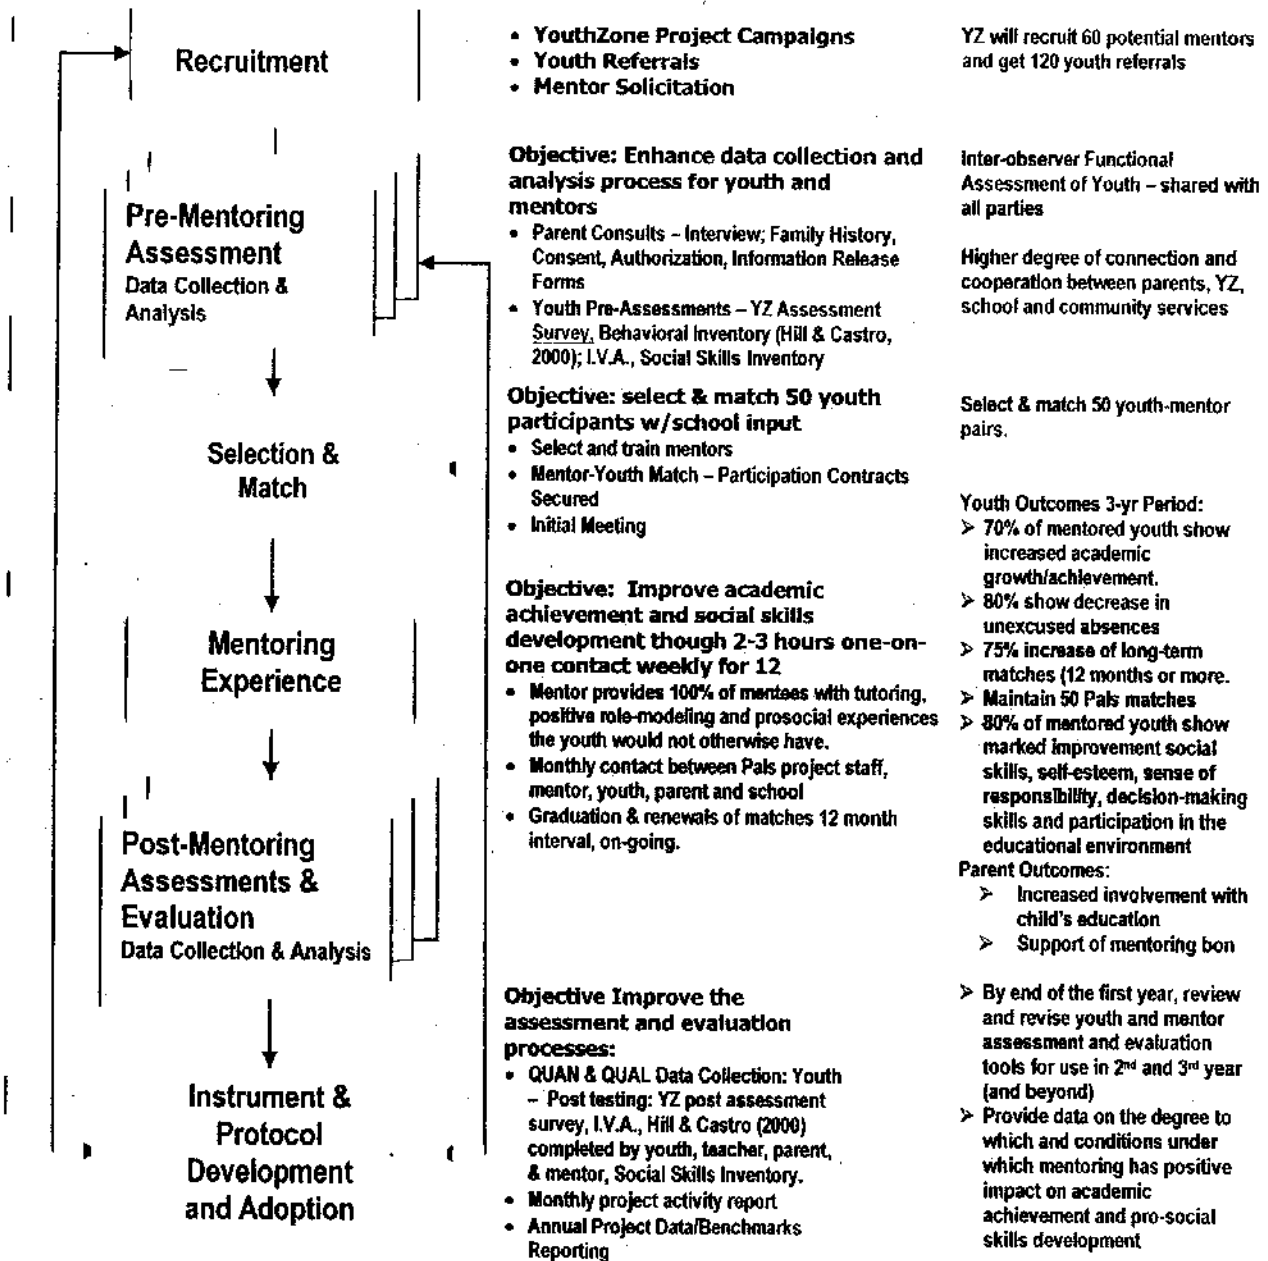 Recruitment
Pre-Mentoring
Assessment
Data Collection &
Analysis
Selection &
Match
Mentoring
Experience
Post-Mentoring
Assessments &
Evaluation
Data Collection & Analysis
Instrument &
Protocol
Development
and Adoption
• YouthZone Project Campaigns
• Youth Referrals
• Mentor Solicitation
Objective: Enhance data collection and
analysis process for youth and
mentors
• Parent Consults – Interview; Family History,
Consent, Authorization, Information Release
Forms
• Youth Pre-Assessments – YZ Assessment
Survey, Behavioral Inventory (Hill & Castro,
2000); I.V.A., Social Skills Inventory
Objective: select & match 50 youth
participants w/school input
• Select and train mentors
• Mentor-Youth Match – Participation Contracts
Secured
• Initial Meeting
Objective: Improve academic
achievement and social skills
development though 2-3 hours one-on-
one contact weekly for 12
• Mentor provides 100% of mentees with tutoring,
positive role-modeling and prosocial experiences
the youth would not otherwise have.
• Monthly contact between Pals project staff,
mentor, youth, parent and school
• Graduation & renewals of matches 12 month
interval, on-going.
Objective Improve the
assessment and evaluation
processes:
• QUAN & QUAL Data Collection: Youth
– Post testing: YZ post assessment
survey, I.V.A., Hill & Castro (2000)
completed by youth, teacher, parent,
& mentor, Social Skills Inventory.
• Monthly project activity report
• Annual Project Data/Benchmarks
Reporting
YZ will recruit 60 potential mentors
and get 120 youth referrals
Inter-observer Functional
Assessment of Youth – shared with
all parties
Higher degree of connection and
cooperation between parents, YZ,
school and community services
Select & match 50 youth-mentor
pairs.
Youth Outcomes 3-yr Period:
➢ 70% of mentored youth show
increased academic
growth/achievement.
➢ 80% show decrease in
unexcused absences
➢ 75% increase of long-term
matches (12 months or more.
➢ Maintain 50 Pals matches
➢ 80% of mentored youth show
marked improvement social
skills, self-esteem, sense of
responsibility, decision-making
skills and participation in the
educational environment
Parent Outcomes:
➢ Increased involvement with
child's education
➢ Support of mentoring bon
➢ By end of the first year, review
and revise youth and mentor
assessment and evaluation
tools for use in 2nd and 3rd year
(and beyond)
➢ Provide data on the degree to
which and conditions under
which mentoring has positive
impact on academic
achievement and pro-social
skills development